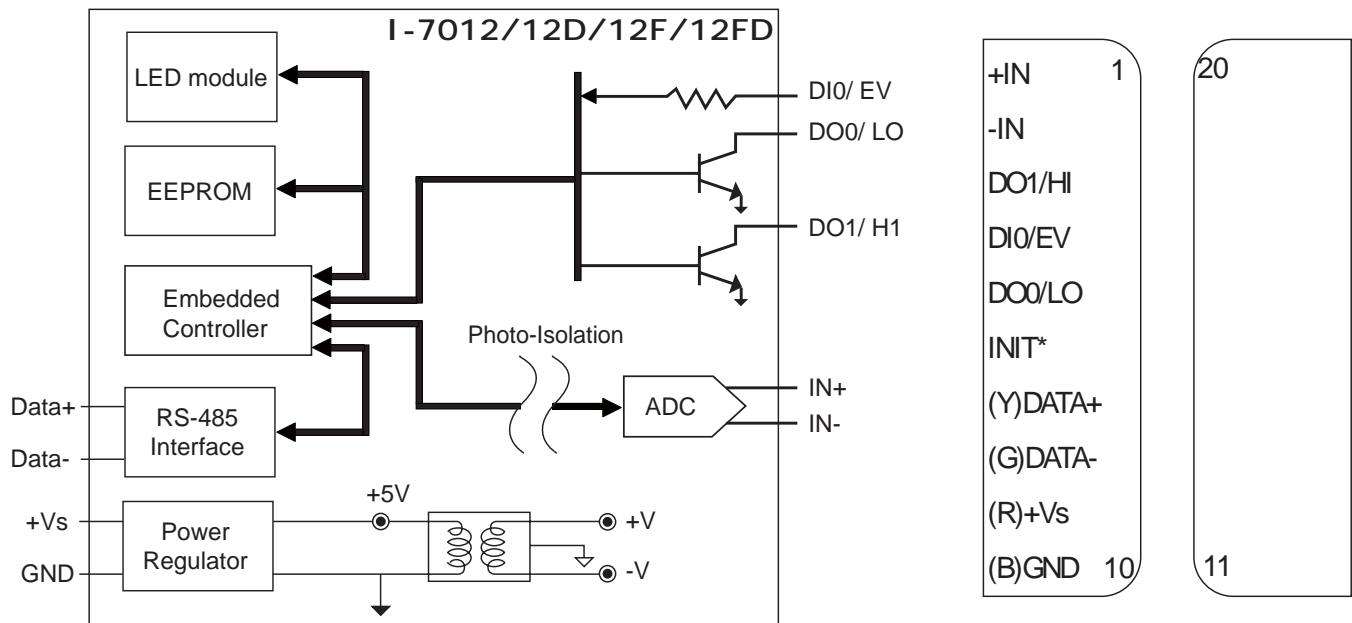 I-7012/12D/12F/12FD
LED module
EEPROM
Embedded
Controller
RS-485
Interface
Power
Regulator
Data+
Data-
+Vs
GND
DI0/ EV
DO0/ LO
DO1/ H1
Photo-Isolation
ADC
IN+
IN-
+5V
+V
-V
+IN 1
-IN
DO1/HI
DI0/EV
DO0/LO
INIT*
(Y)DATA+
(G)DATA-
(R)+Vs
(B)GND 10
20
11